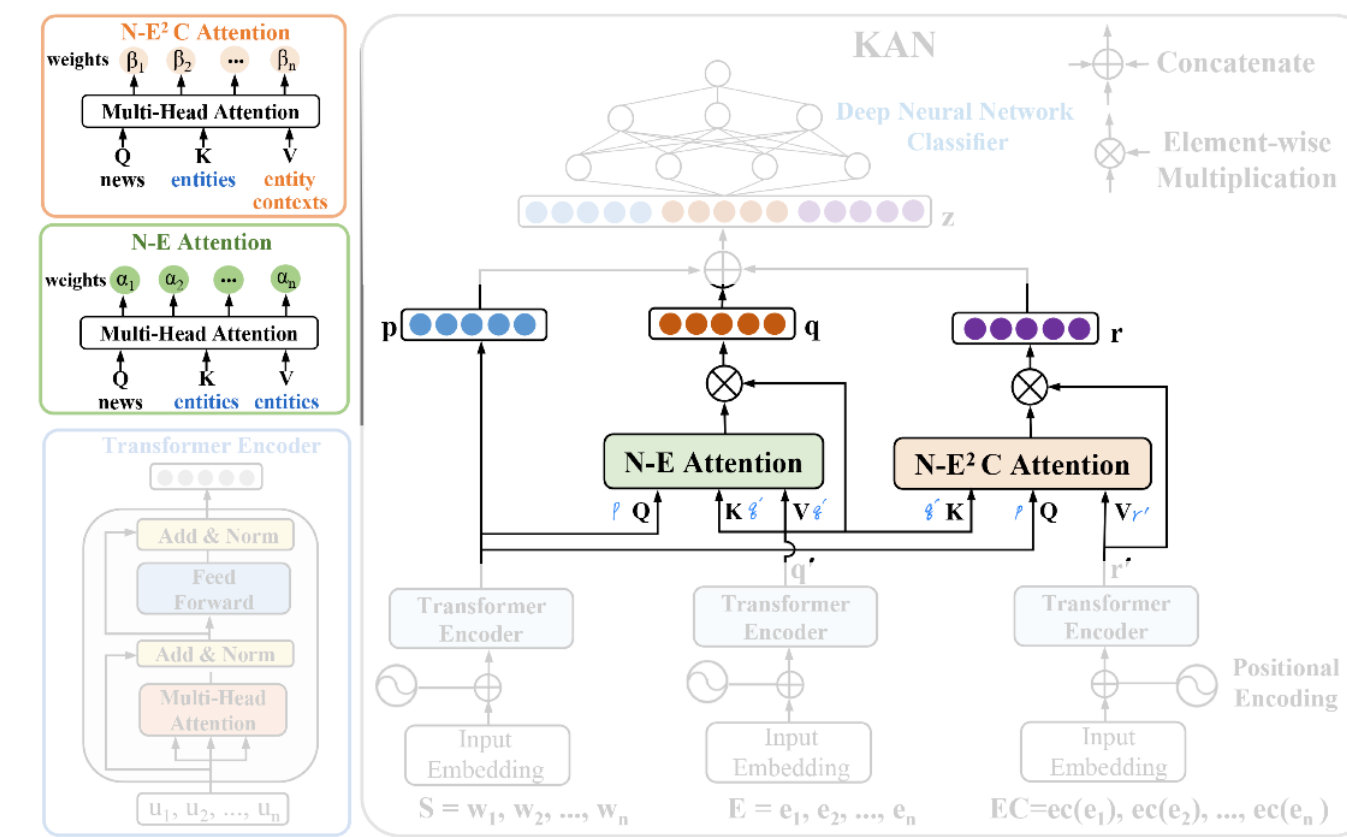 N-E² C Attention
weights β₁ β₂ ... βₙ
Multi-Head Attention
Q K V
news entities entity
contexts
N-E Attention
weights α₁ α₂ ... αₙ
Multi-Head Attention
Q K V
news entities entities
Transformer Encoder
Add & Norm
Feed
Forward
Add & Norm
Multi-Head
Attention
u₁, u₂, ..., uₙ
KAN
Concatenate
Element-wise
Multiplication
Deep Neural Network
Classifier
z
p q r
N-E Attention N-E² C Attention
p Q K q′ V q′ q′ K p Q V r′
q′ r′
Transformer
Encoder
Transformer
Encoder
Transformer
Encoder
Positional
Encoding
Input
Embedding
Input
Embedding
Input
Embedding
S = w₁, w₂, ..., wₙ
E = e₁, e₂, ..., eₙ
EC=ec(e₁), ec(e₂), ..., ec(eₙ )